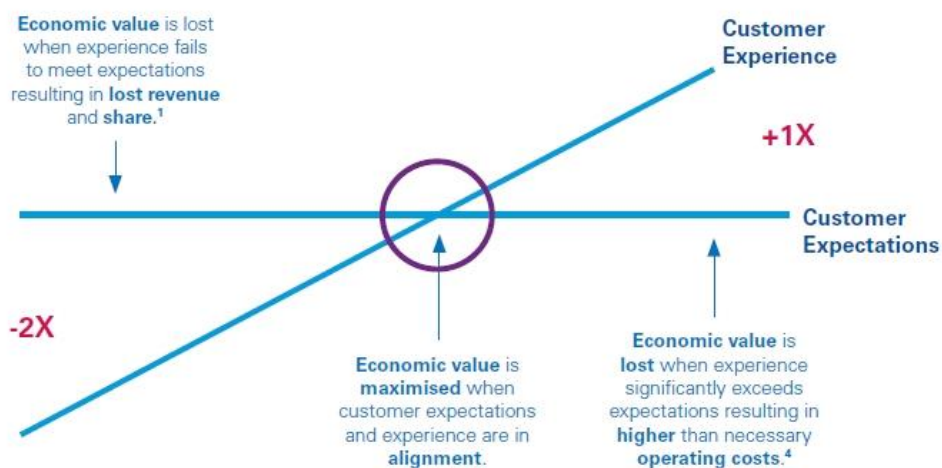 Economic value is lost
when experience fails
to meet expectations
resulting in lost revenue
and share.¹
Customer
Experience
+1X
Customer
Expectations
-2X
Economic value is
maximised when
customer expectations
and experience are in
alignment.
Economic value is
lost when experience
significantly exceeds
expectations resulting in
higher than necessary
operating costs.⁴